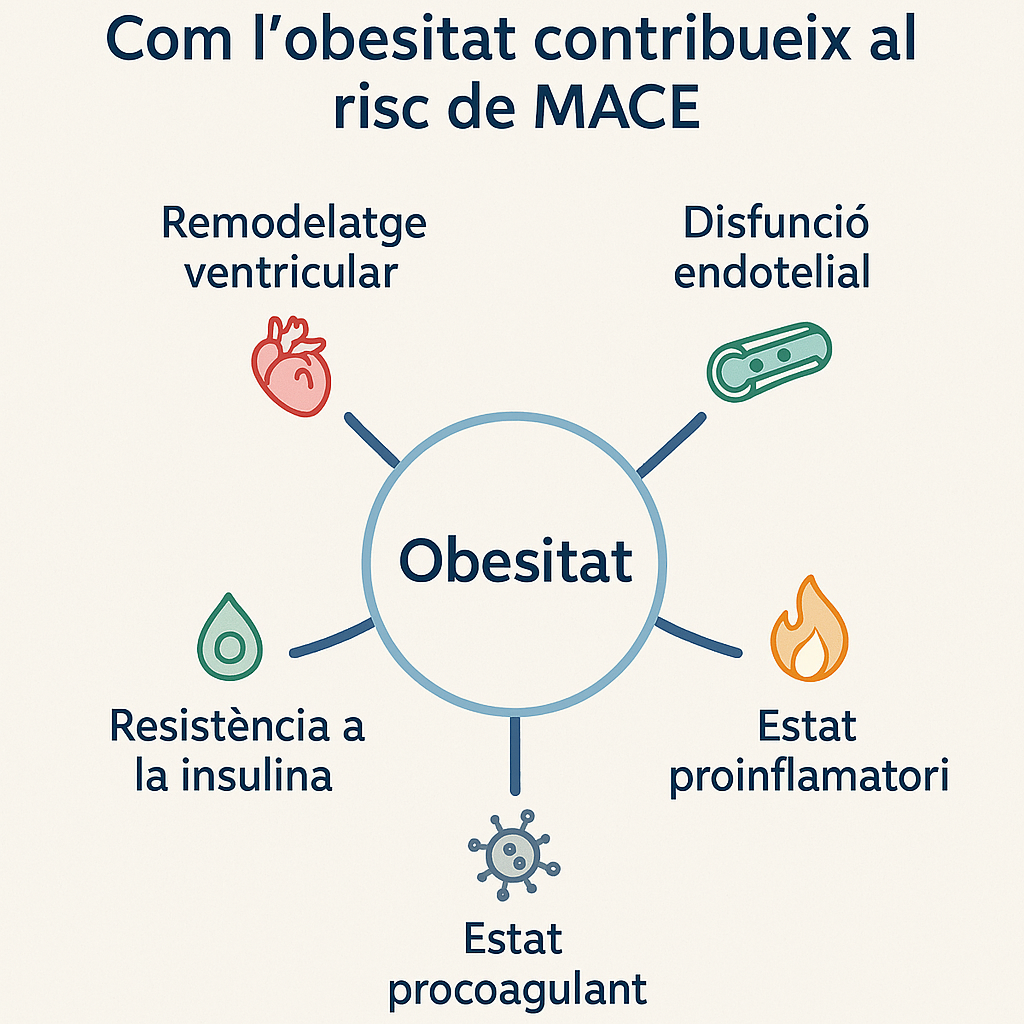 Com l’obesitat contribueix al
risc de MACE
Remodelatge
ventricular
Disfunció
endotelial
Obesitat
Resistència a
la insulina
Estat
proinflamatori
Estat
procoagulant